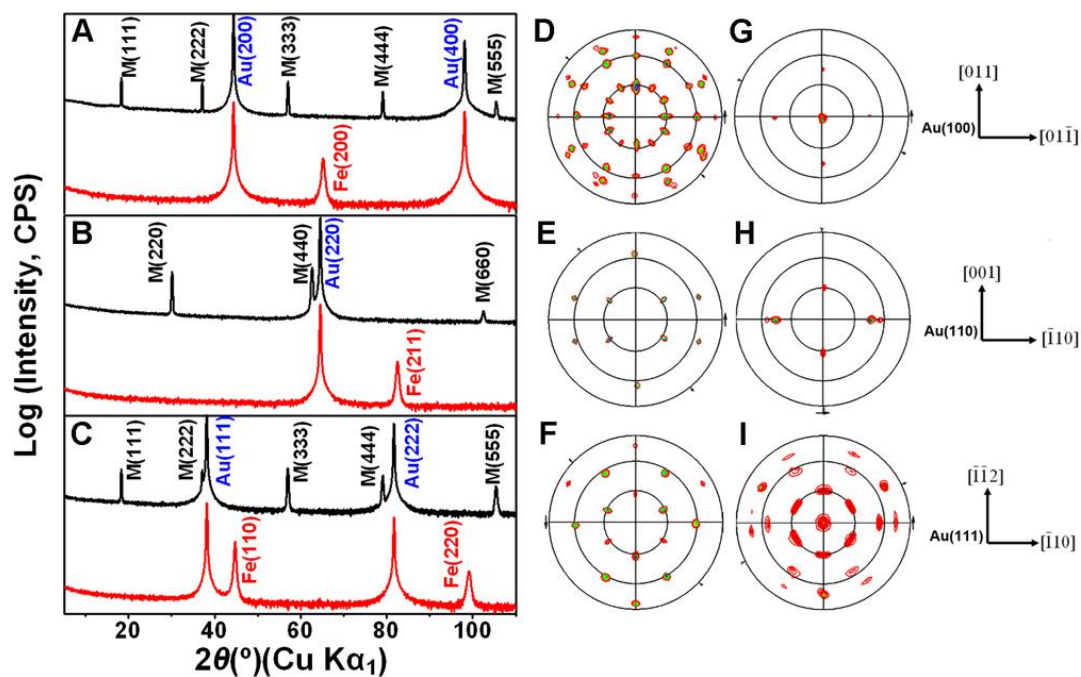 A
M(111)
M(222)
Au(200)
M(333)
M(444)
Au(400)
M(555)
Fe(200)
B
M(220)
M(440)
Au(220)
M(660)
Fe(211)
C
M(111)
M(222)
Au(111)
M(333)
M(444)
Au(222)
M(555)
Fe(110)
Fe(220)
Log (Intensity, CPS)
20 40 60 80 100
2θ(º)(Cu Kα₁)
D
G
[011]
Au(100)
[011̄]
E
H
[001]
Au(110)
[1̄10]
F
I
[1̄1̄2]
Au(111)
[1̄10]